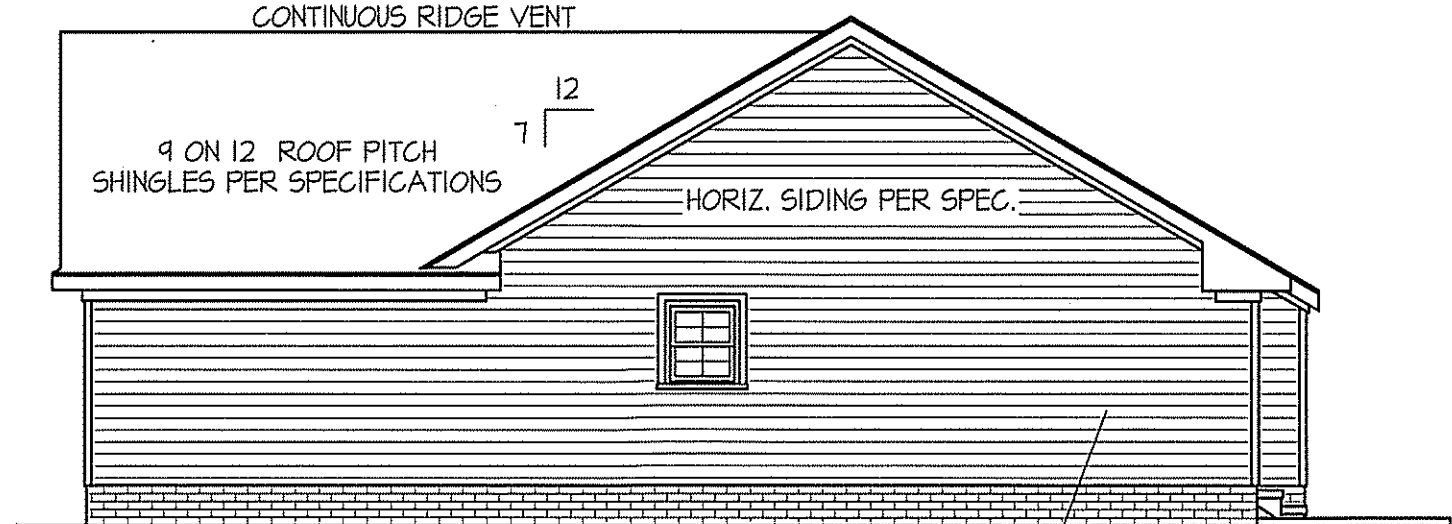 CONTINUOUS RIDGE VENT
12
7
9 ON 12 ROOF PITCH
SHINGLES PER SPECIFICATIONS
HORIZ. SIDING PER SPEC.